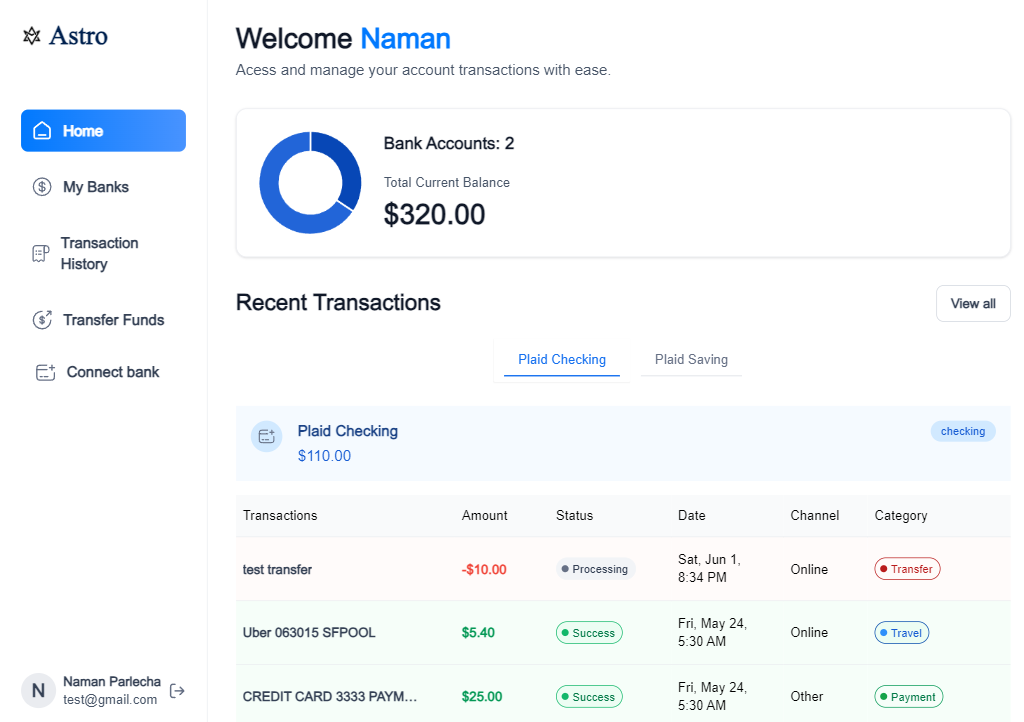 Astro
Home
My Banks
Transaction
History
Transfer Funds
Connect bank
N
Naman Parlecha
test@gmail.com
Welcome Naman
Acess and manage your account transactions with ease.
Bank Accounts: 2
Total Current Balance
$320.00
Recent Transactions
View all
Plaid Checking Plaid Saving
Plaid Checking
checking
$110.00
Transactions Amount Status Date Channel Category
test transfer -$10.00 Processing Sat, Jun 1, Online Transfer
8:34 PM
Uber 063015 SFPOOL $5.40 Success Fri, May 24, Online Travel
5:30 AM
CREDIT CARD 3333 PAYM... $25.00 Success Fri, May 24, Other Payment
5:30 AM